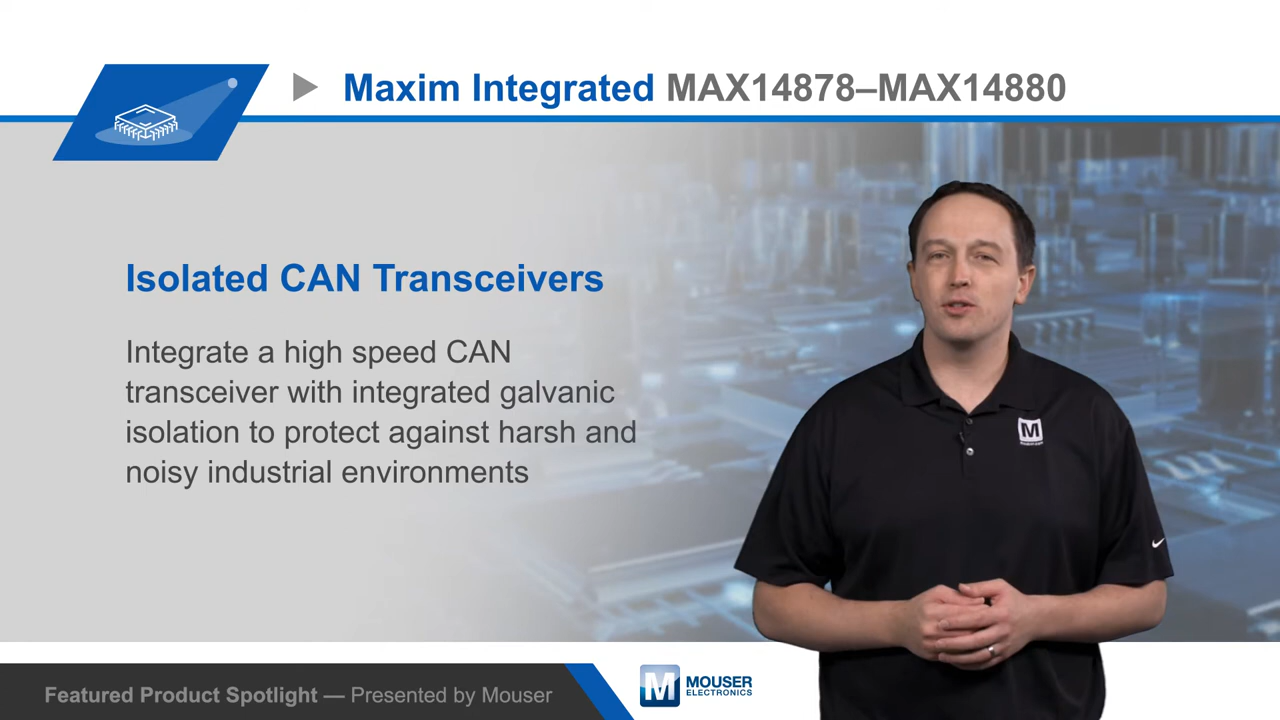 Maxim Integrated MAX14878–MAX14880
Isolated CAN Transceivers
Integrate a high speed CAN
transceiver with integrated galvanic
isolation to protect against harsh and
noisy industrial environments
M
Featured Product Spotlight — Presented by Mouser
M MOUSER
ELECTRONICS